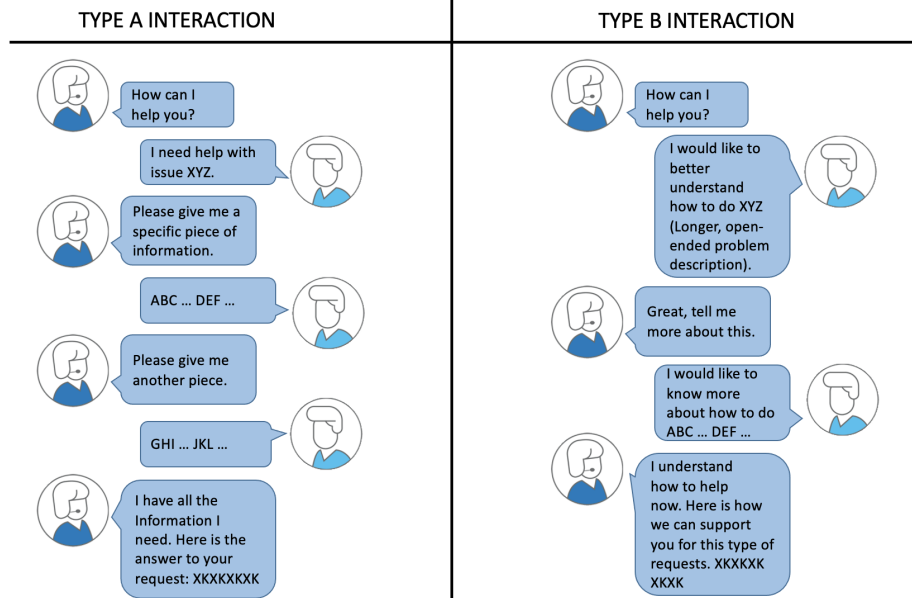 TYPE A INTERACTION
How can I
help you?
I need help with
issue XYZ.
Please give me a
specific piece of
information.
ABC ... DEF ...
Please give me
another piece.
GHI ... JKL ...
I have all the
Information I
need. Here is the
answer to your
request: XKXKXKXK
TYPE B INTERACTION
How can I
help you?
I would like to
better
understand
how to do XYZ
(Longer, open-
ended problem
description).
Great, tell me
more about this.
I would like to
know more
about how to do
ABC ... DEF ...
I understand
how to help
now. Here is how
we can support
you for this type of
requests. XKXKXK
XKXK